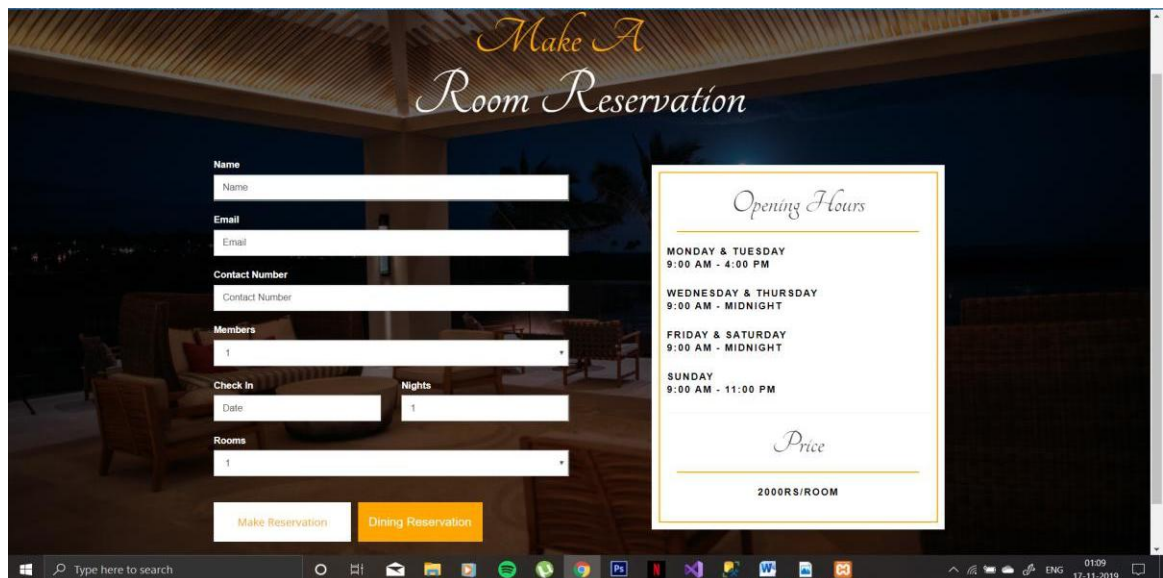 Make A
Room Reservation
Name
Name
Email
Email
Contact Number
Contact Number
Members
1
Check In
Nights
Date
1
Rooms
1
Make Reservation
Dining Reservation
Opening Hours
MONDAY & TUESDAY
9:00 AM - 4:00 PM
WEDNESDAY & THURSDAY
9:00 AM - MIDNIGHT
FRIDAY & SATURDAY
9:00 AM - MIDNIGHT
SUNDAY
9:00 AM - 11:00 PM
Price
2000RS/ROOM
Type here to search
Ps
N
W
ENG
01:09
17-11-2019